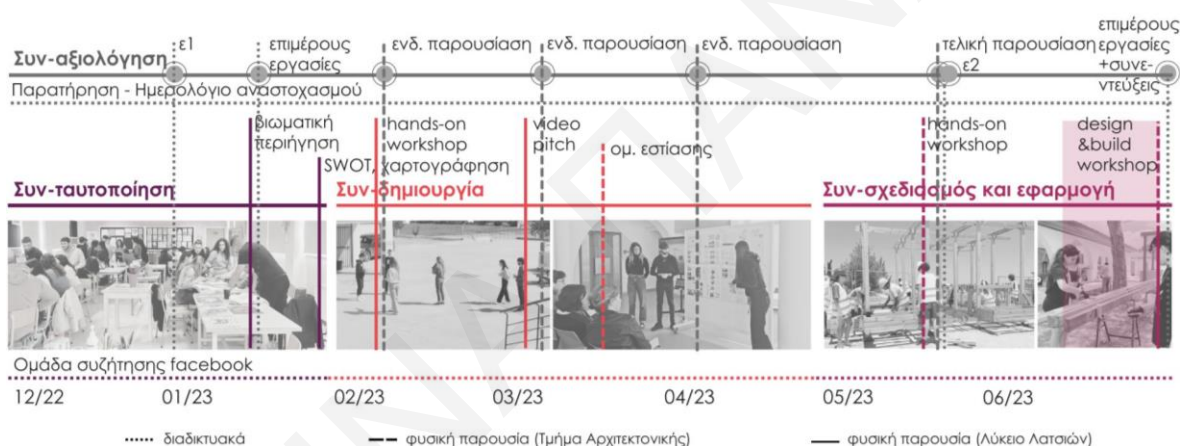 Συν-αξιολόγηση
ε1
επιμέρους
εργασίες
ενδ. παρουσίαση
ενδ. παρουσίαση
ενδ. παρουσίαση
τελική παρουσίαση
ε2
επιμέρους
εργασίες
+συνε-
ντεύξεις
Παρατήρηση - Ημερολόγιο αναστοχασμού
βιωματική
περιήγηση
SWOT, χαρτογράφηση
hands-on
workshop
video
pitch
ομ. εστίασης
hands-on
workshop
design
&build
workshop
Συν-ταυτοποίηση
Συν-δημιουργία
Συν-σχεδιασμός και εφαρμογή
Ομάδα συζήτησης facebook
12/22 01/23 02/23 03/23 04/23 05/23 06/23
διαδικτυακά
φυσική παρουσία (Τμήμα Αρχιτεκτονικής)
φυσική παρουσία (Λύκειο Λατσιών)